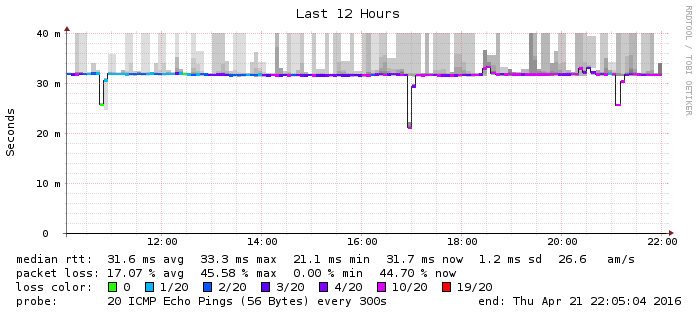 Last 12 Hours
RRDTOOL / TOBI OETIKER
Seconds
40 m
30 m
20 m
10 m
0
12:00 14:00 16:00 18:00 20:00 22:00
median rtt: 31.6 ms avg 33.3 ms max 21.1 ms min 31.7 ms now 1.2 ms sd 26.6 am/s
packet loss: 17.07 % avg 45.58 % max 0.00 % min 44.70 % now
loss color: 0 1/20 2/20 3/20 4/20 10/20 19/20
probe: 20 ICMP Echo Pings (56 Bytes) every 300s end: Thu Apr 21 22:05:04 2016